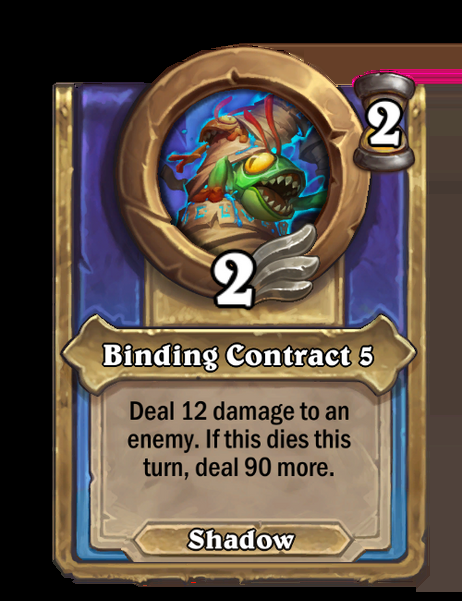 2
2
Binding Contract 5
Deal 12 damage to an
enemy. If this dies this
turn, deal 90 more.
Shadow